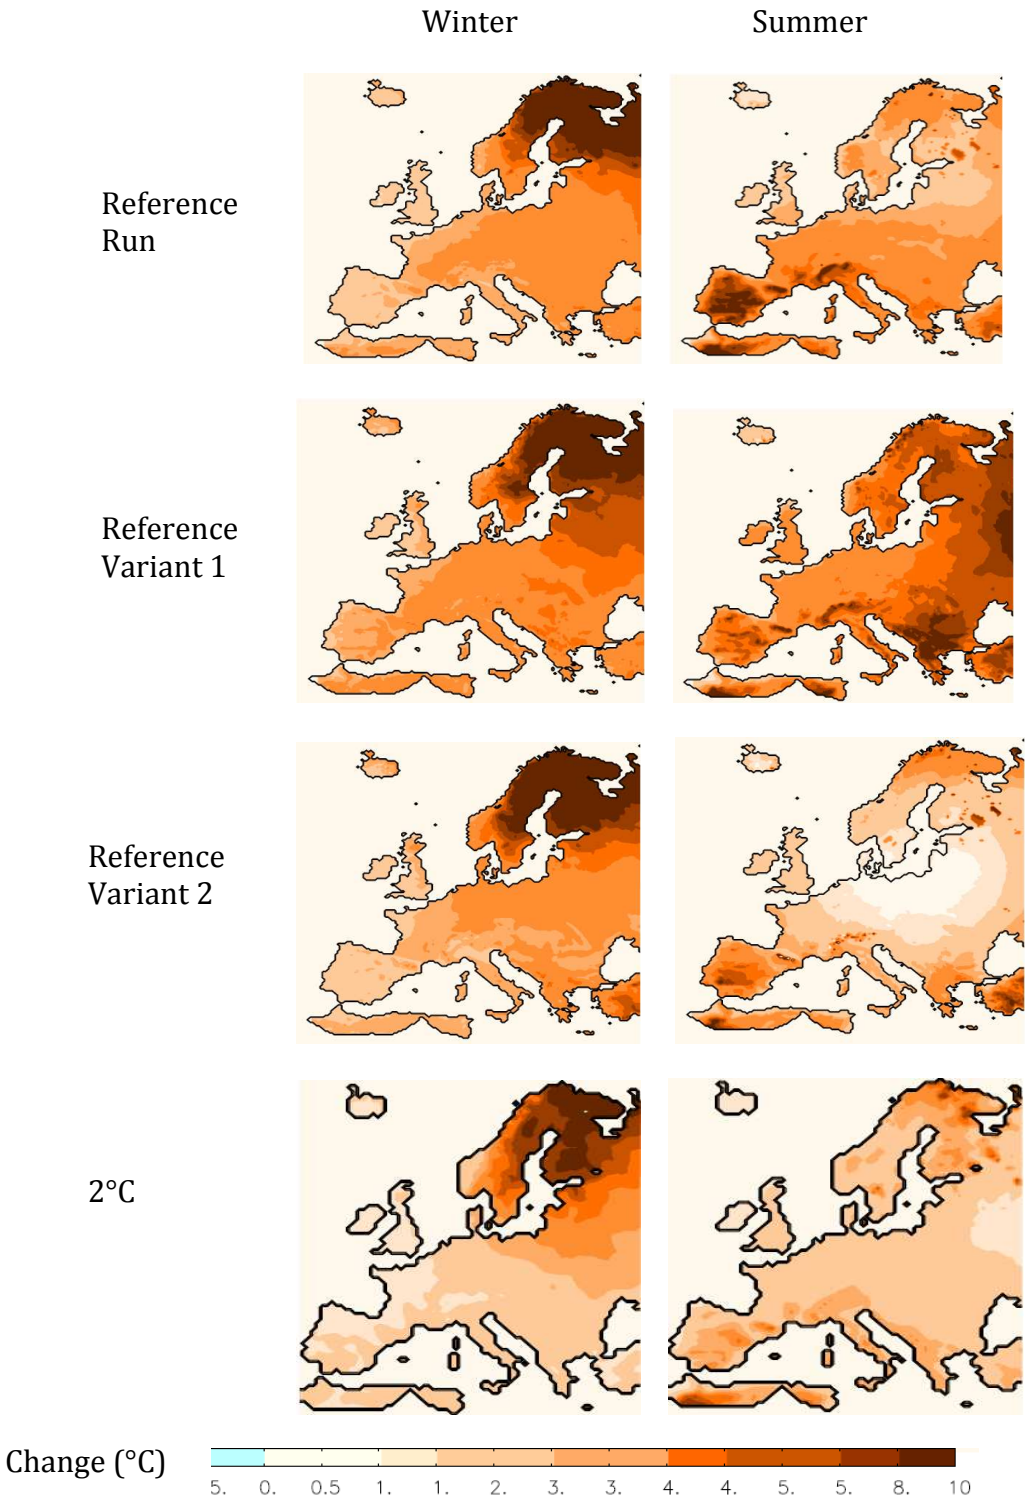 Winter Summer
Reference
Run
Reference
Variant 1
Reference
Variant 2
2°C
Change (°C)
5. 0. 0.5 1. 1. 2. 3. 3. 4. 4. 5. 5. 8. 10